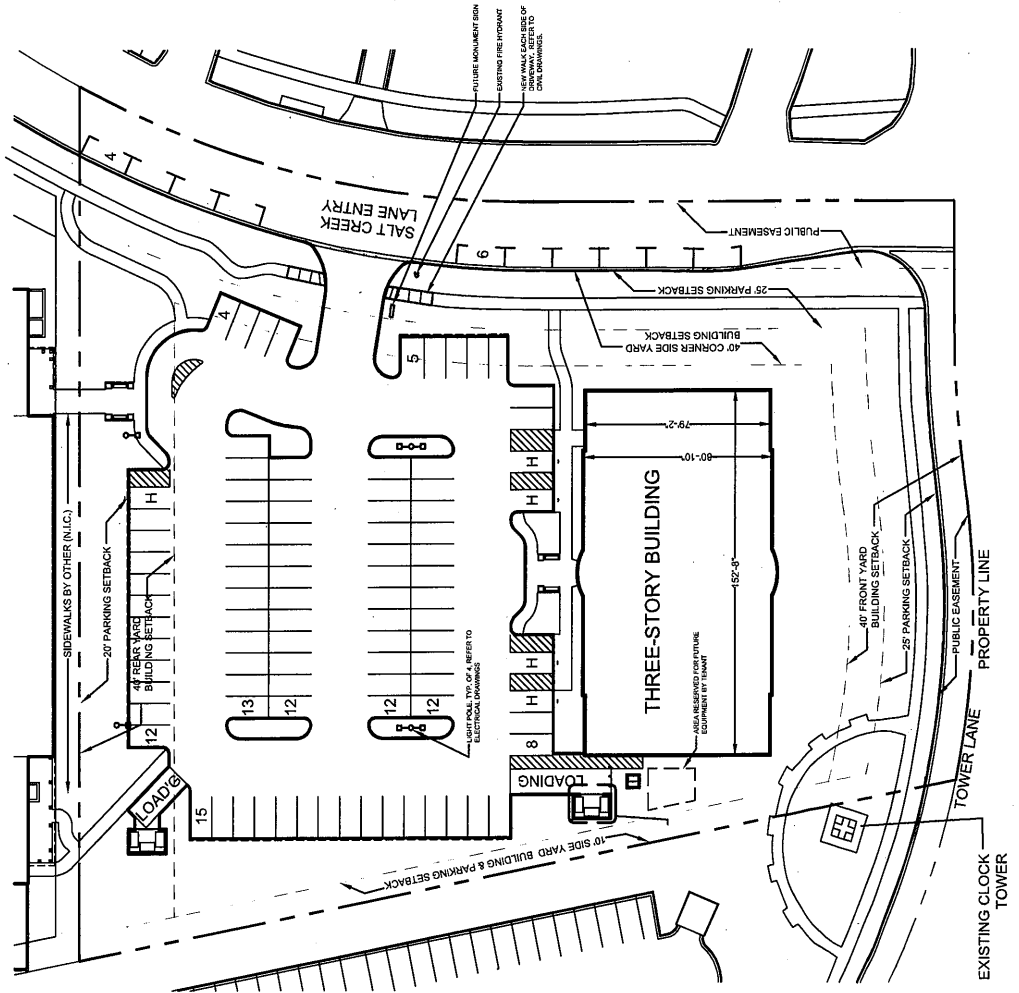 FUTURE MONUMENT SIGN
EXISTING FIRE HYDRANT
NEW WALK EACH SIDE OF
DRIVEWAY. REFER TO
CIVIL DRAWINGS.
4
SALT CREEK
LANE ENTRY
PUBLIC EASEMENT
6
25' PARKING SETBACK
40' CORNER SIDE YARD
BUILDING SETBACK
4
5
SIDEWALKS BY OTHER (N.I.C.)
20' PARKING SETBACK
40' REAR YARD
BUILDING SETBACK
H
12
13
12
12
12
LIGHT POLE, TYP. OF 4, REFER TO
ELECTRICAL DRAWINGS
H
H
H
H
8
79'-2"
80'-10"
152'-8"
THREE-STORY BUILDING
AREA RESERVED FOR FUTURE
EQUIPMENT BY TENANT
LOADING
LOAD'G
15
10' SIDE YARD BUILDING & PARKING SETBACK
40' FRONT YARD
BUILDING SETBACK
25' PARKING SETBACK
PUBLIC EASEMENT
PROPERTY LINE
TOWER LANE
EXISTING CLOCK
TOWER